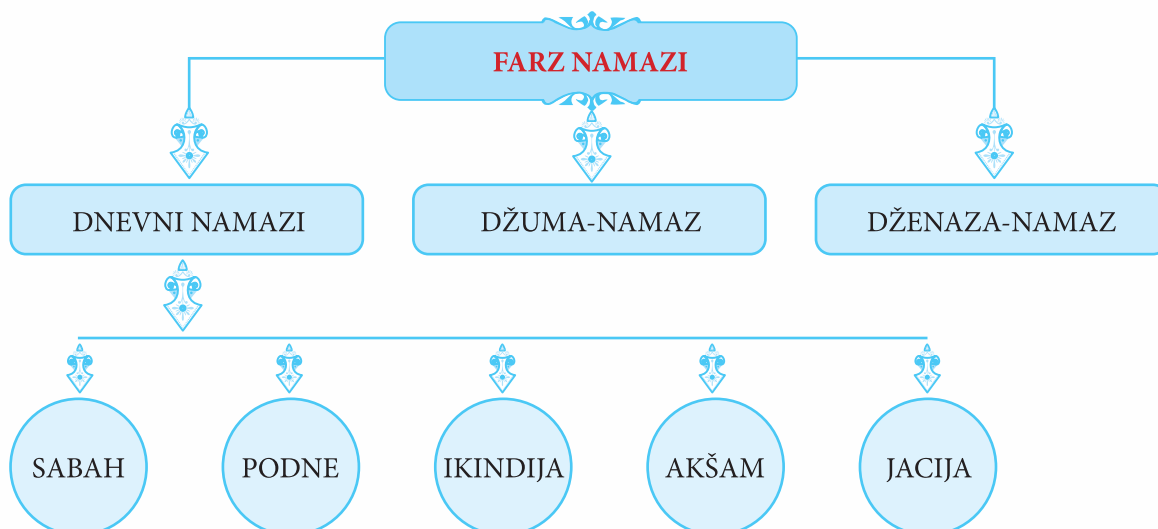 FARZ NAMAZI
DNEVNI NAMAZI
DŽUMA-NAMAZ
DŽENAZA-NAMAZ
SABAH
PODNE
IKINDIJA
AKŠAM
JACIJA